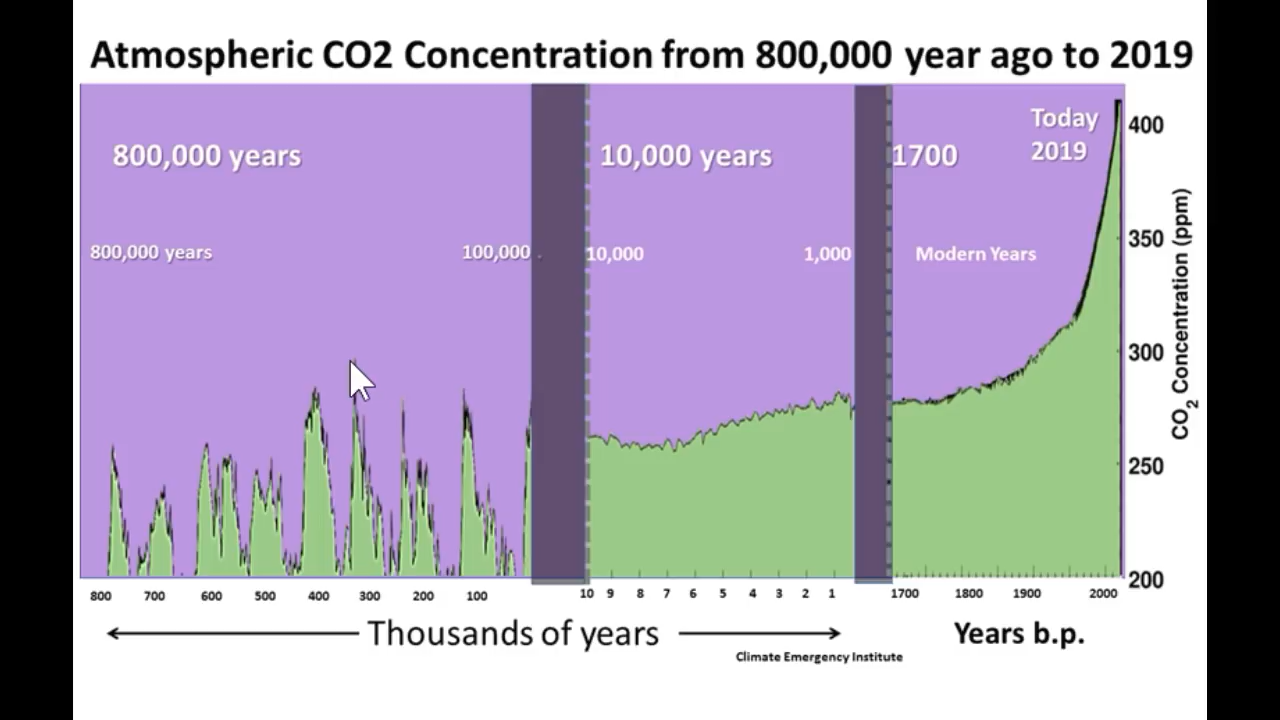 Atmospheric CO2 Concentration from 800,000 year ago to 2019
Today
2019
800,000 years
10,000 years
1700
800,000 years
100,000
10,000
1,000
Modern Years
400
350
300
250
200
CO2 Concentration (ppm)
800 700 600 500 400 300 200 100 10 9 8 7 6 5 4 3 2 1 1700 1800 1900 2000
Thousands of years
Years b.p.
Climate Emergency Institute